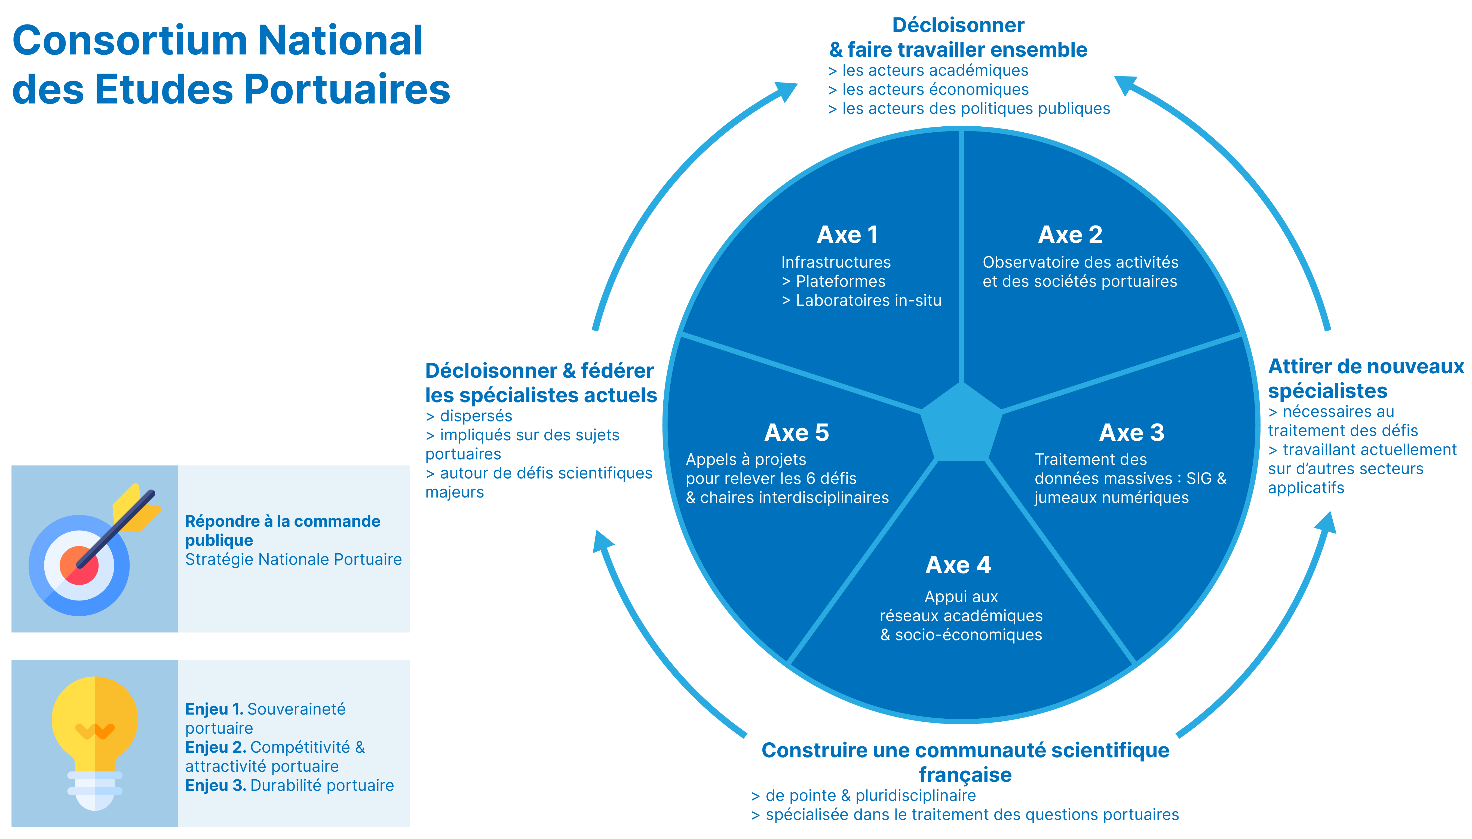 Consortium National
des Etudes Portuaires
Décloisonner
& faire travailler ensemble
> les acteurs académiques
> les acteurs économiques
> les acteurs des politiques publiques
Axe 1
Infrastructures
> Plateformes
> Laboratoires in-situ
Axe 2
Observatoire des activités
et des sociétés portuaires
Décloisonner & fédérer
les spécialistes actuels
> dispersés
> impliqués sur des sujets
portuaires
> autour de défis scientifiques
majeurs
Axe 5
Appels à projets
pour relever les 6 défis
& chaires interdisciplinaires
Axe 3
Traitement des
données massives : SIG &
jumeaux numériques
Attirer de nouveaux
spécialistes
> nécessaires au
traitement des défis
> travaillant actuellement
sur d'autres secteurs
applicatifs
Axe 4
Appui aux
réseaux académiques
& socio-économiques
Répondre à la commande
publique
Stratégie Nationale Portuaire
Enjeu 1. Souveraineté
portuaire
Enjeu 2. Compétitivité &
attractivité portuaire
Enjeu 3. Durabilité portuaire
Construire une communauté scientifique
française
> de pointe & pluridisciplinaire
> spécialisée dans le traitement des questions portuaires